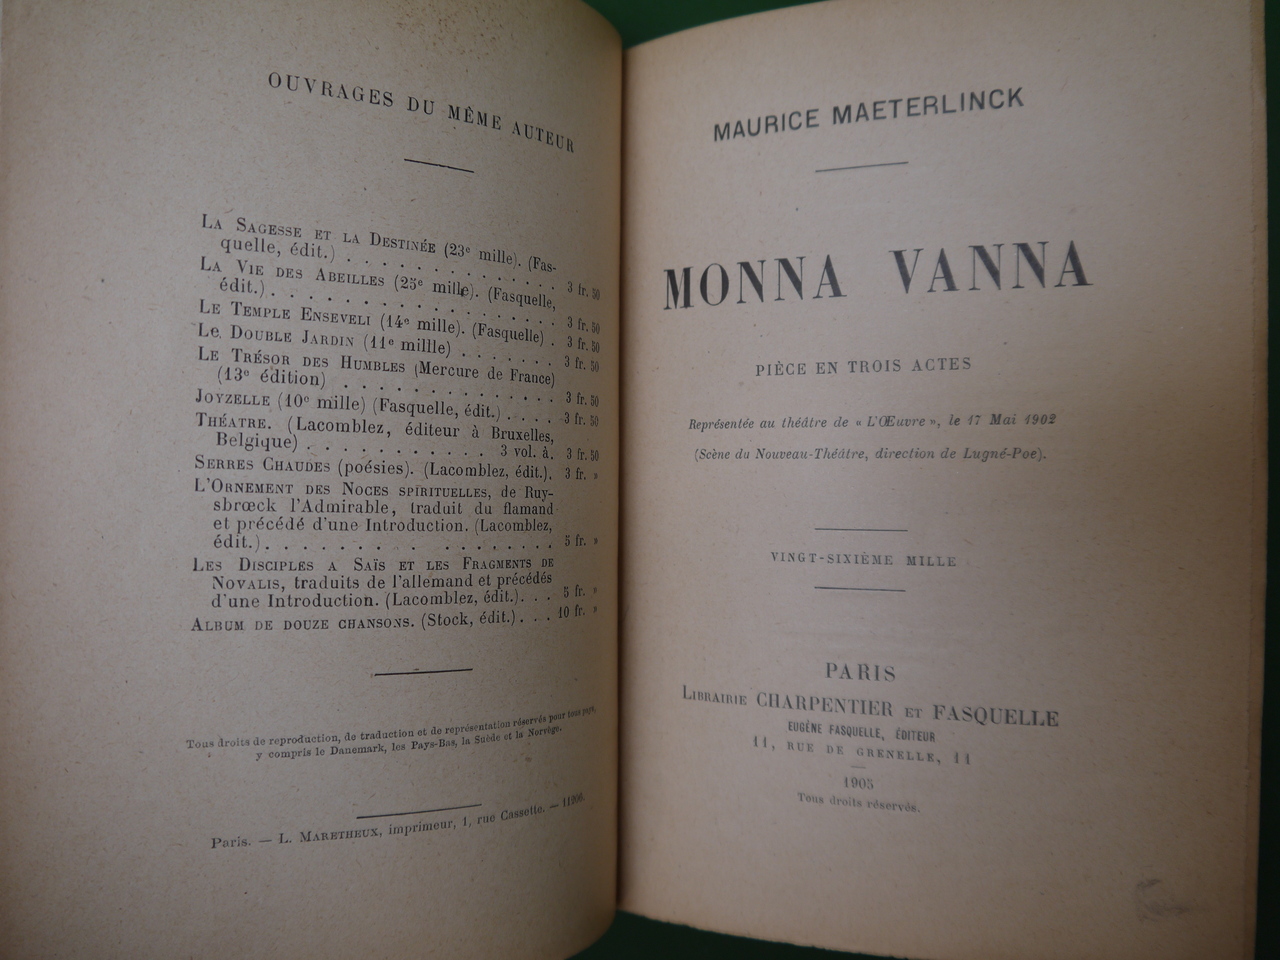 OUVRAGES DU MÊME AUTEUR
LA SAGESSE ET LA DESTINÉE (23e mille). (Fas-
quelle, édit.) . . . . . . . . . . . . . 3 fr. 50
LA VIE DES ABEILLES (25e mille). (Fasquelle,
édit.). . . . . . . . . . . . . . . . . 3 fr. 50
LE TEMPLE ENSEVELI (14e mille). (Fasquelle) . 3 fr. 50
LE DOUBLE JARDIN (11e millle) . . . . . . . 3 fr. 50
LE TRÉSOR DES HUMBLES (Mercure de France)
(13e édition) . . . . . . . . . . . . . 3 fr. 50
JOYZELLE (10e mille) (Fasquelle, édit.) . . . . 3 fr. 50
THÉATRE. (Lacomblez, éditeur à Bruxelles,
Belgique) . . . . . . . . . . . 3 vol. à. 3 fr. 50
SERRES CHAUDES (poésies). (Lacomblez, édit.). 3 fr. »
L'ORNEMENT DES NOCES SPIRITUELLES, de Ruy-
sbrœck l'Admirable, traduit du flamand
et précédé d'une Introduction. (Lacomblez,
édit.). . . . . . . . . . . . . . . . . 5 fr. »
LES DISCIPLES A SAÏS ET LES FRAGMENTS DE
NOVALIS, traduits de l'allemand et précédés
d'une Introduction. (Lacomblez, édit.). . . 5 fr. »
ALBUM DE DOUZE CHANSONS. (Stock, édit.). . . 10 fr. »
Tous droits de reproduction, de traduction et de représentation réservés pour tous pays,
y compris le Danemark, les Pays-Bas, la Suède et la Norvège.
Paris. — L. MARETHEUX, imprimeur, 1, rue Cassette. — 11206.
MAURICE MAETERLINCK
MONNA VANNA
PIÈCE EN TROIS ACTES
Représentée au théâtre de « L'Œuvre », le 17 Mai 1902
(Scène du Nouveau-Théâtre, direction de Lugné-Poe).
VINGT-SIXIÈME MILLE
PARIS
LIBRAIRIE CHARPENTIER ET FASQUELLE
EUGÈNE FASQUELLE, ÉDITEUR
11, RUE DE GRENELLE, 11
1905
Tous droits réservés.